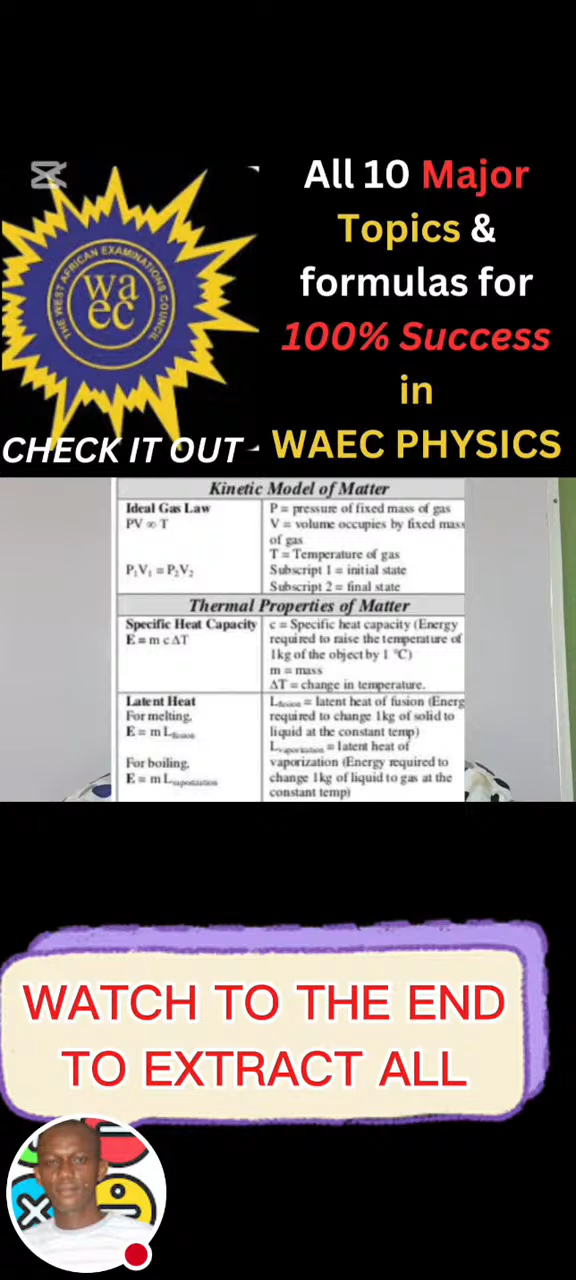 All 10 Major
Topics &
formulas for
100% Success
in
WAEC PHYSICS
THE WEST AFRICAN EXAMINATIONS COUNCIL
wa
ec
CHECK IT OUT -
Kinetic Model of Matter
Ideal Gas Law
PV ∞ T
P₁V₁ = P₂V₂
P = pressure of fixed mass of gas
V = volume occupies by fixed mass
of gas
T = Temperature of gas
Subscript 1 = initial state
Subscript 2 = final state
Thermal Properties of Matter
Specific Heat Capacity
E = m c ΔT
c = Specific heat capacity (Energy
required to raise the temperature of
1kg of the object by 1 °C)
m = mass
ΔT = change in temperature.
Latent Heat
For melting,
E = m Lfusion
For boiling,
E = m Lvaporization
Lfusion = latent heat of fusion (Energ
required to change 1kg of solid to
liquid at the constant temp)
Lvaporization = latent heat of
vaporization (Energy required to
change 1kg of liquid to gas at the
constant temp)
WATCH TO THE END
TO EXTRACT ALL